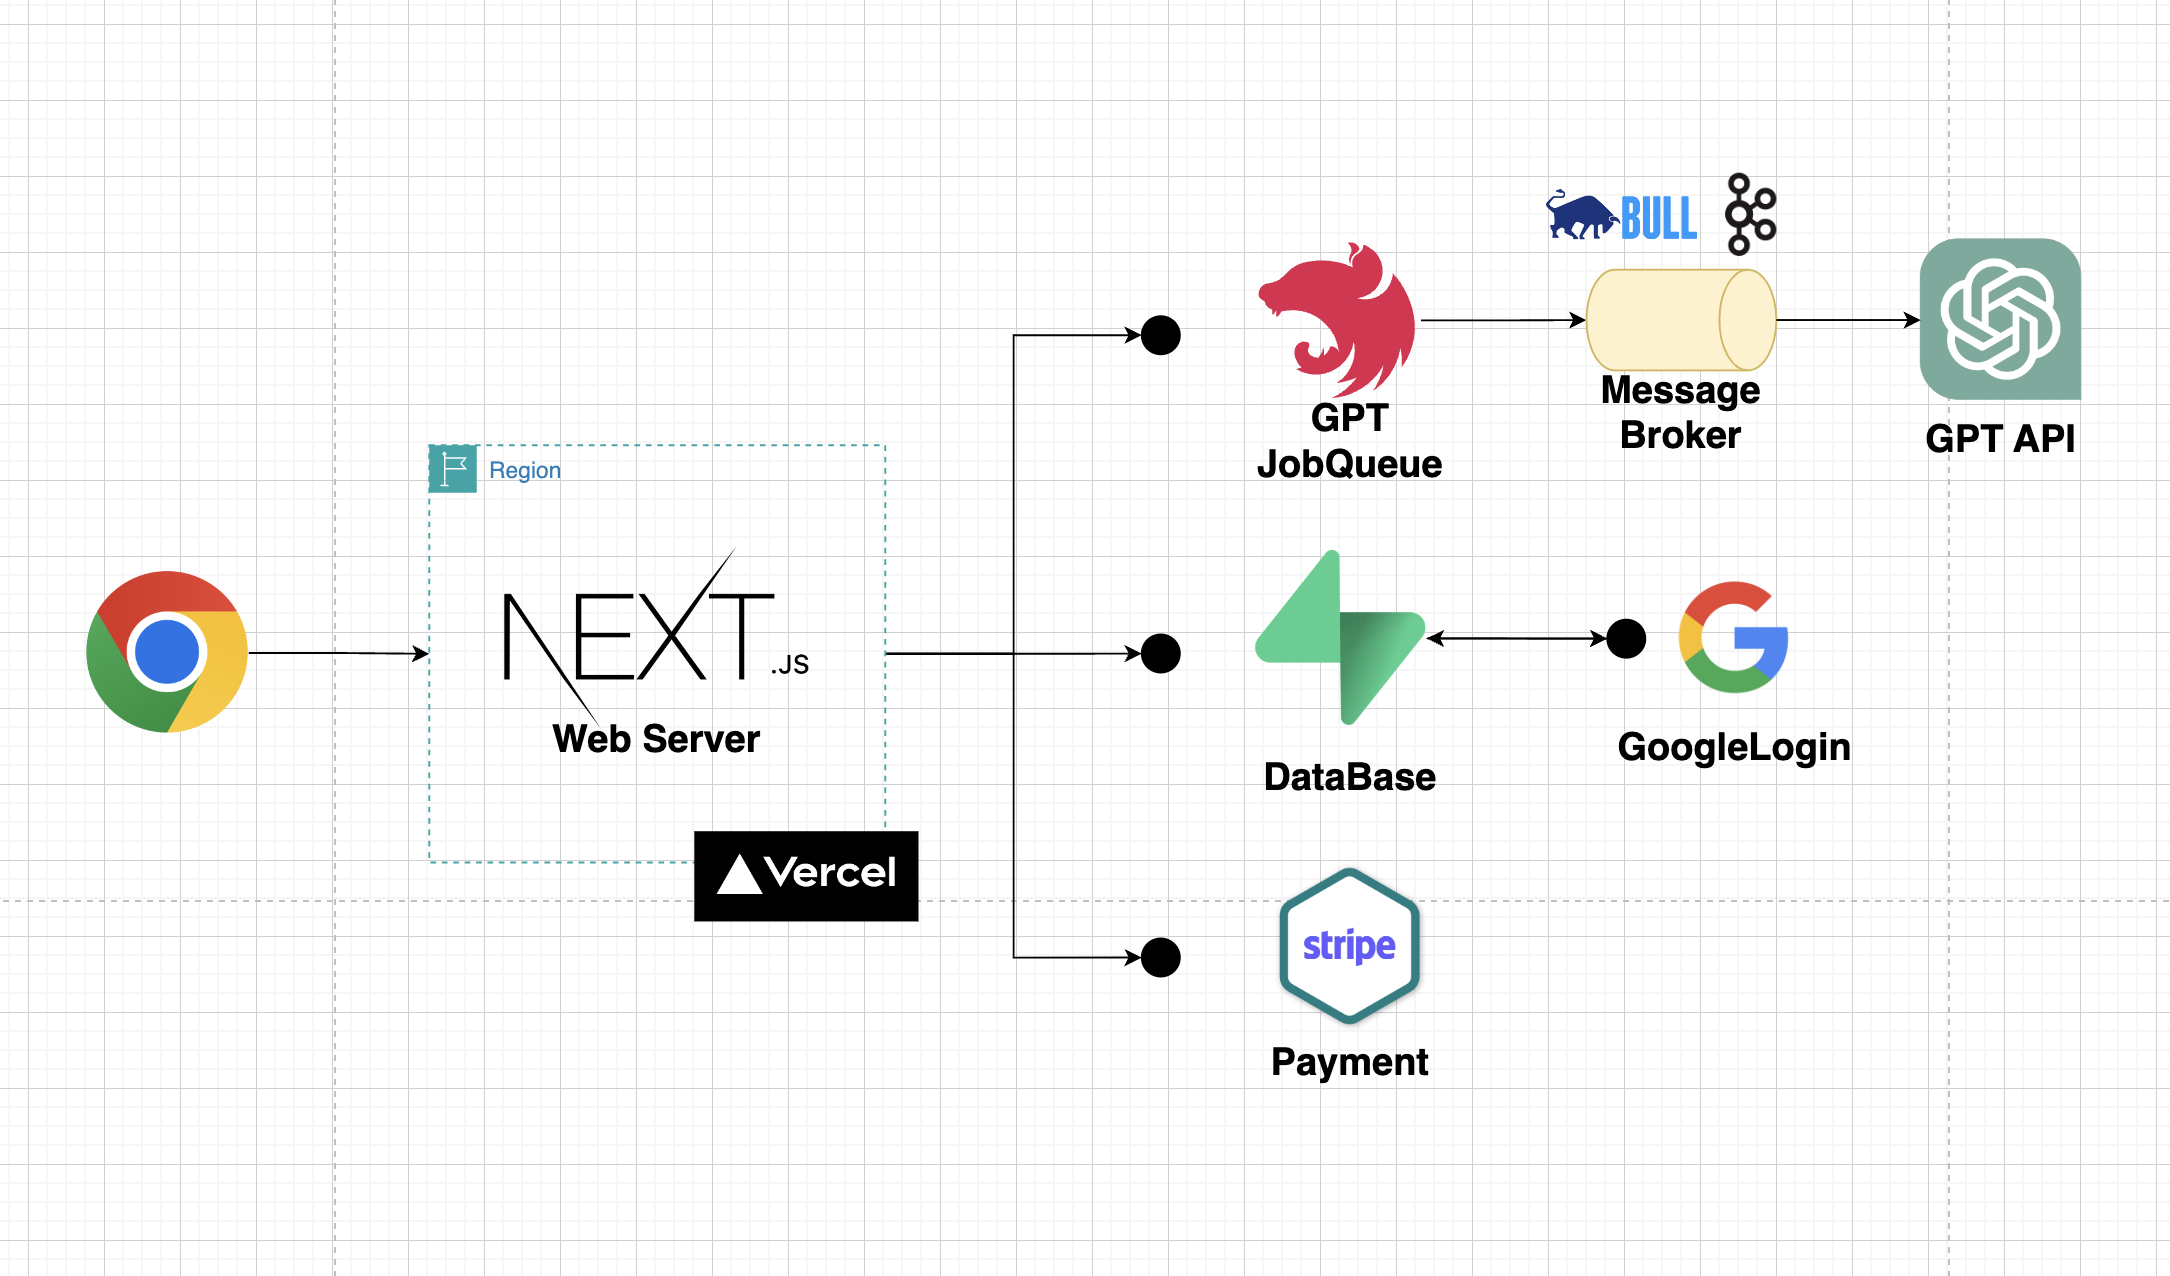 BULL
GPT
JobQueue
Message
Broker
GPT API
Region
NEXT.JS
Web Server
Vercel
DataBase
GoogleLogin
stripe
Payment